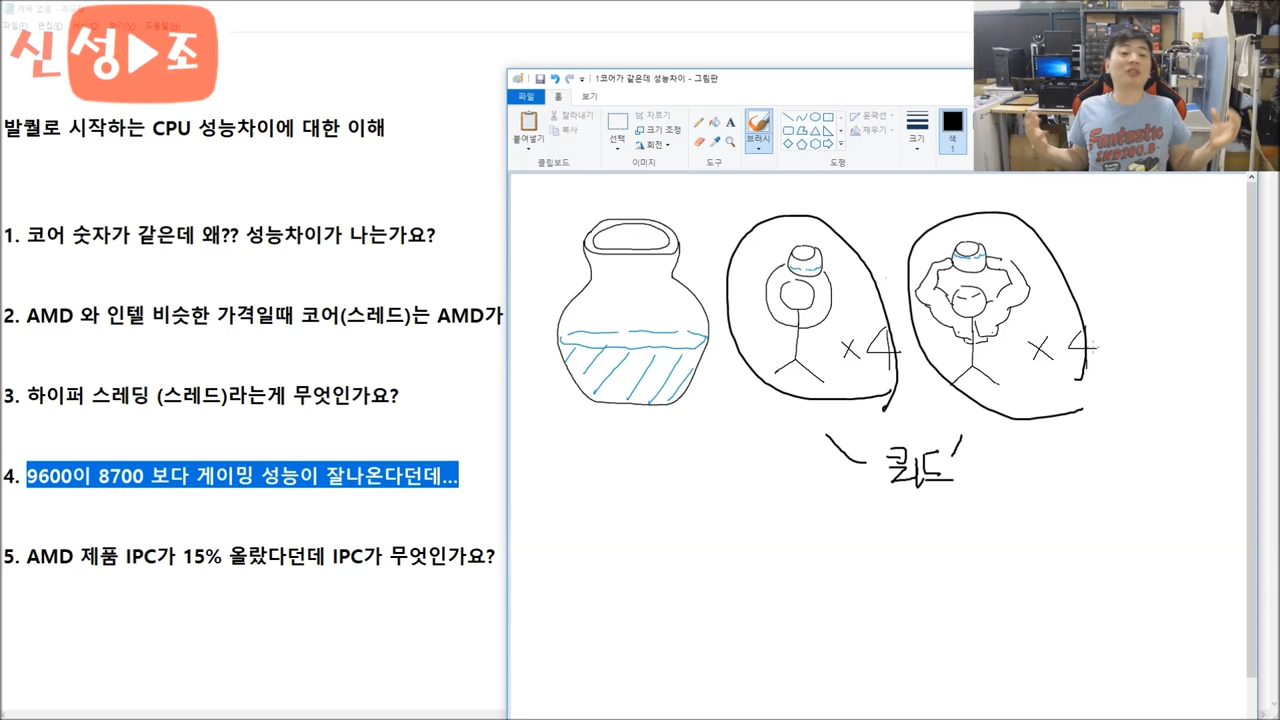 신성조
발퀄로 시작하는 CPU 성능차이에 대한 이해
1. 코어 숫자가 같은데 왜?? 성능차이가 나는가요?
2. AMD 와 인텔 비슷한 가격일때 코어(스레드)는 AMD가
3. 하이퍼 스레딩 (스레드)라는게 무엇인가요?
4. 9600이 8700 보다 게이밍 성능이 잘나온다던데...
5. AMD 제품 IPC가 15% 올랐다던데 IPC가 무엇인가요?
1코어가 같은데 성능차이 - 그림판
파일 홈 보기
붙여넣기
잘라내기
복사
클립보드
선택
자르기
크기 조정
회전
이미지
도구
브러시
윤곽선
채우기
도형
크기
색
1
x 4
x 4
쿼드
Fantastic